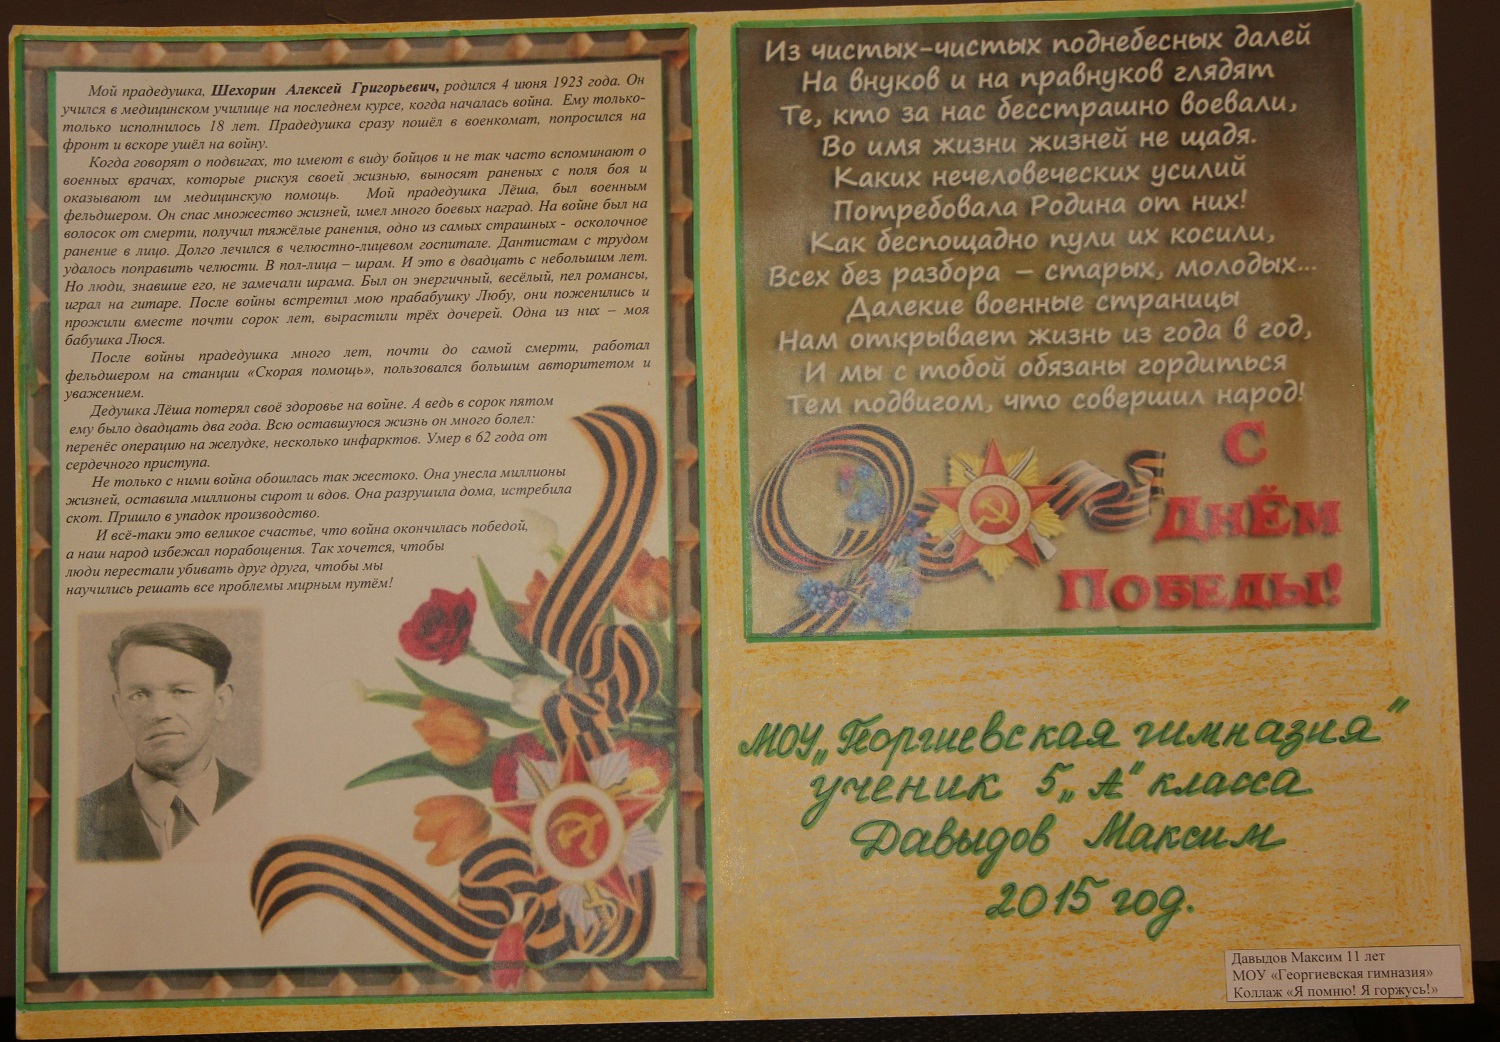 Мой прадедушка, Шехорин Алексей Григорьевич, родился 4 июня 1923 года. Он
учился в медицинском училище на последнем курсе, когда началась война. Ему только-
только исполнилось 18 лет. Прадедушка сразу пошёл в военкомат, попросился на
фронт и вскоре ушёл на войну.
Когда говорят о подвигах, то имеют в виду бойцов и не так часто вспоминают о
военных врачах, которые рискуя своей жизнью, выносят раненых с поля боя и
оказывают им медицинскую помощь. Мой прадедушка Лёша, был военным
фельдшером. Он спас множество жизней, имел много боевых наград. На войне был на
волосок от смерти, получил тяжёлые ранения, одно из самых страшных - осколочное
ранение в лицо. Долго лечился в челюстно-лицевом госпитале. Дантистам с трудом
удалось поправить челюсти. В пол-лица – шрам. И это в двадцать с небольшим лет.
Но люди, знавшие его, не замечали шрама. Был он энергичный, весёлый, пел романсы,
играл на гитаре. После войны встретил мою прабабушку Любу, они поженились и
прожили вместе почти сорок лет, вырастили трёх дочерей. Одна из них – моя
бабушка Люся.
После войны прадедушка много лет, почти до самой смерти, работал
фельдшером на станции «Скорая помощь», пользовался большим авторитетом и
уважением.
Дедушка Лёша потерял своё здоровье на войне. А ведь в сорок пятом
ему было двадцать два года. Всю оставшуюся жизнь он много болел:
перенёс операцию на желудке, несколько инфарктов. Умер в 62 года от
сердечного приступа.
Не только с ними война обошлась так жестоко. Она унесла миллионы
жизней, оставила миллионы сирот и вдов. Она разрушила дома, истребила
скот. Пришло в упадок производство.
И всё-таки это великое счастье, что война окончилась победой,
а наш народ избежал порабощения. Так хочется, чтобы
люди перестали убивать друг друга, чтобы мы
научились решать все проблемы мирным путём!
Из чистых-чистых поднебесных далей
На внуков и на правнуков глядят
Те, кто за нас бесстрашно воевали,
Во имя жизни жизней не щадя.
Каких нечеловеческих усилий
Потребовала Родина от них!
Как беспощадно пули их косили,
Всех без разбора – старых, молодых...
Далекие военные страницы
Нам открывает жизнь из года в год,
И мы с тобой обязаны гордиться
Тем подвигом, что совершил народ!
С
Днём
Победы!
МОУ „Георгиевская гимназия"
ученик 5 „А" класса
Давыдов Максим
2015 год.
Давыдов Максим 11 лет
МОУ «Георгиевская гимназия»
Коллаж «Я помню! Я горжусь!»